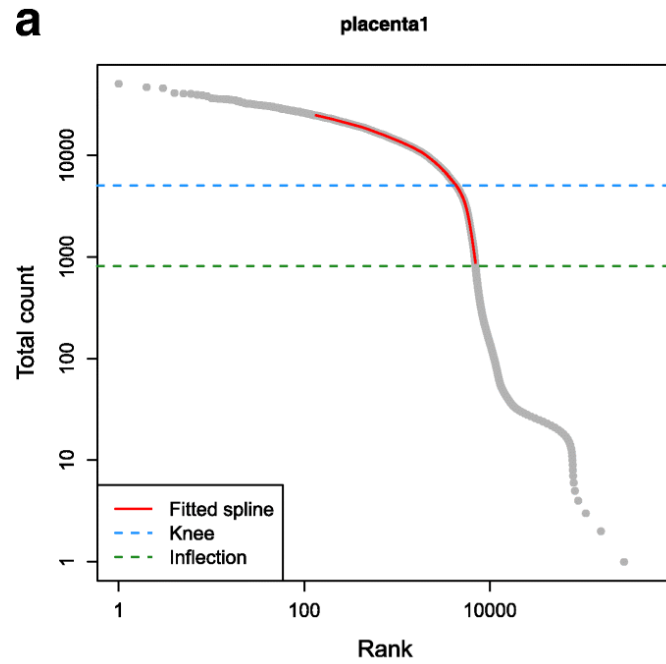 a
placenta1
Total count
10000
1000
100
10
1
Fitted spline
Knee
Inflection
1
100
10000
Rank